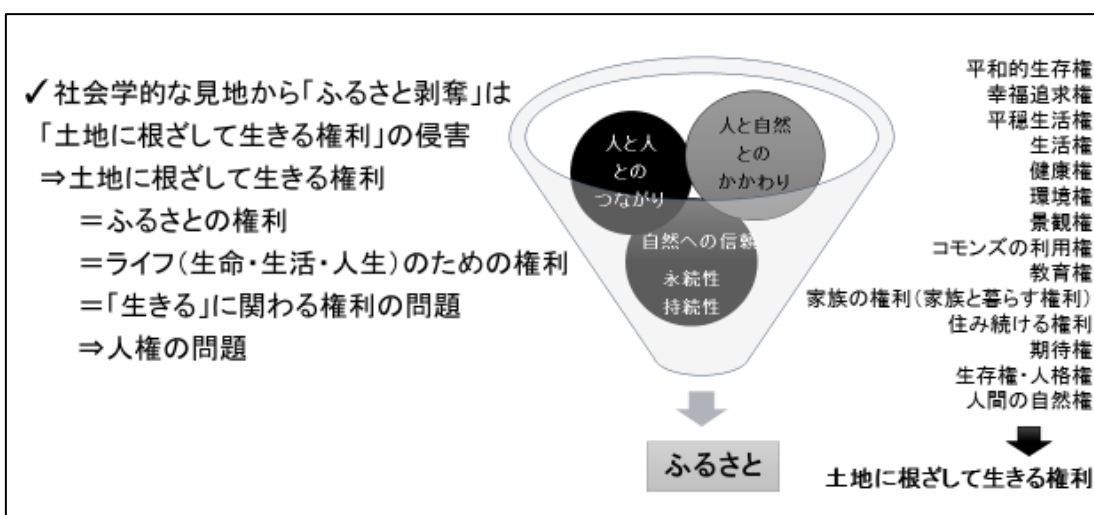 ✓社会学的な見地から「ふるさと剥奪」は
「土地に根ざして生きる権利」の侵害
⇒土地に根ざして生きる権利
＝ふるさとの権利
＝ライフ(生命・生活・人生)のための権利
＝「生きる」に関わる権利の問題
⇒人権の問題
人と人
との
つながり
人と自然
との
かかわり
自然への信頼
永続性
持続性
ふるさと
平和的生存権
幸福追求権
平穏生活権
生活権
健康権
環境権
景観権
コモンズの利用権
教育権
家族の権利(家族と暮らす権利)
住み続ける権利
期待権
生存権・人格権
人間の自然権
土地に根ざして生きる権利